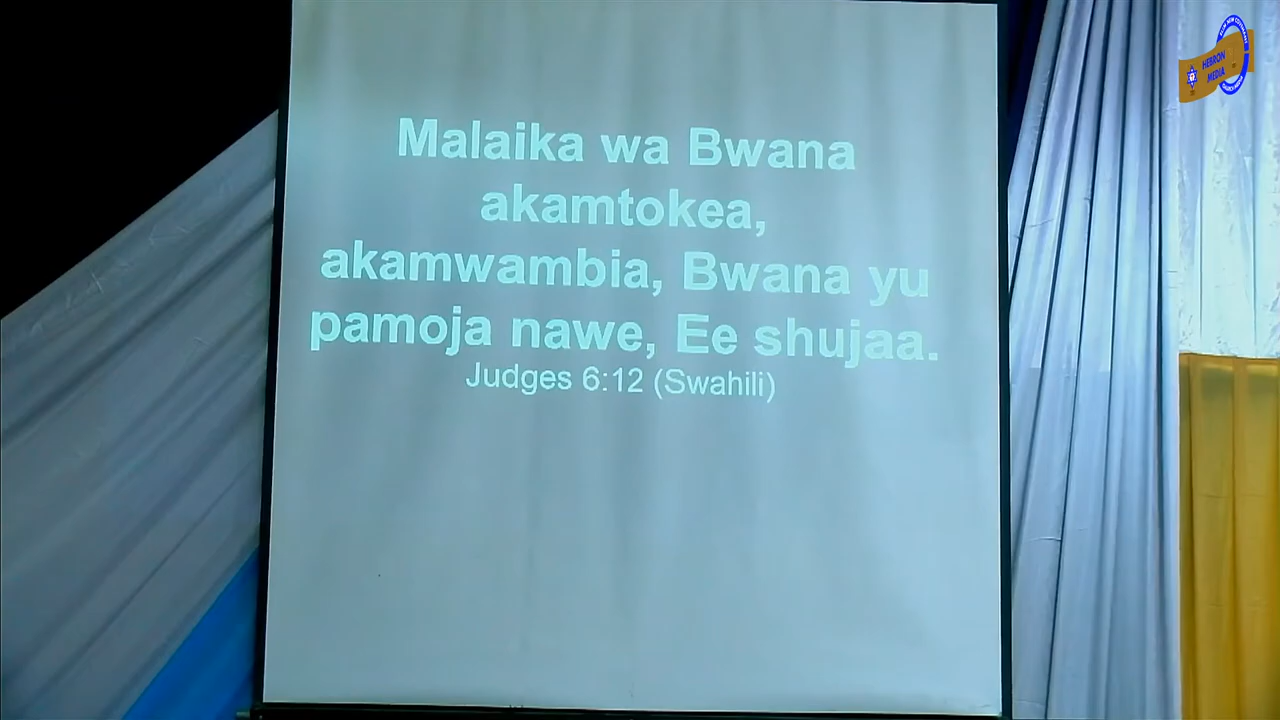 Malaika wa Bwana
akamtokea,
akamwambia, Bwana yu
pamoja nawe, Ee shujaa.
Judges 6:12 (Swahili)
HEBRON
MEDIA